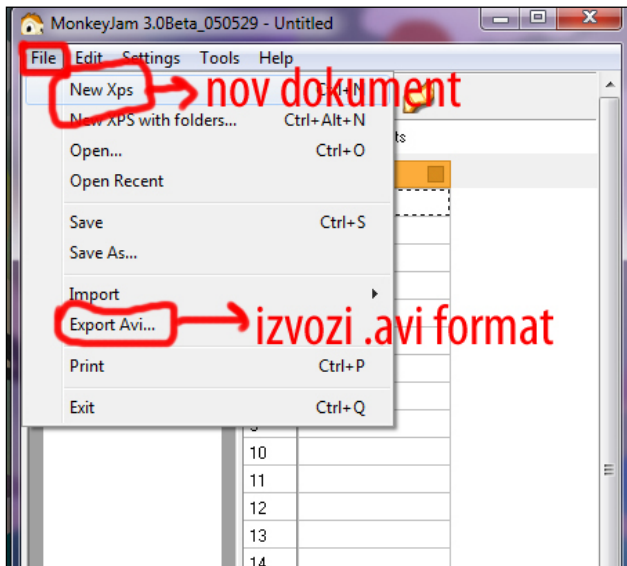 MonkeyJam 3.0Beta_050529 - Untitled
File Edit Settings Tools Help
New Xps
nov dokument
New XPS with folders... Ctrl+Alt+N
ts
Open... Ctrl+O
Open Recent
Save Ctrl+S
Save As...
Import
Export Avi...
izvozi .avi format
Print Ctrl+P
Exit Ctrl+Q
10
11
12
13
14